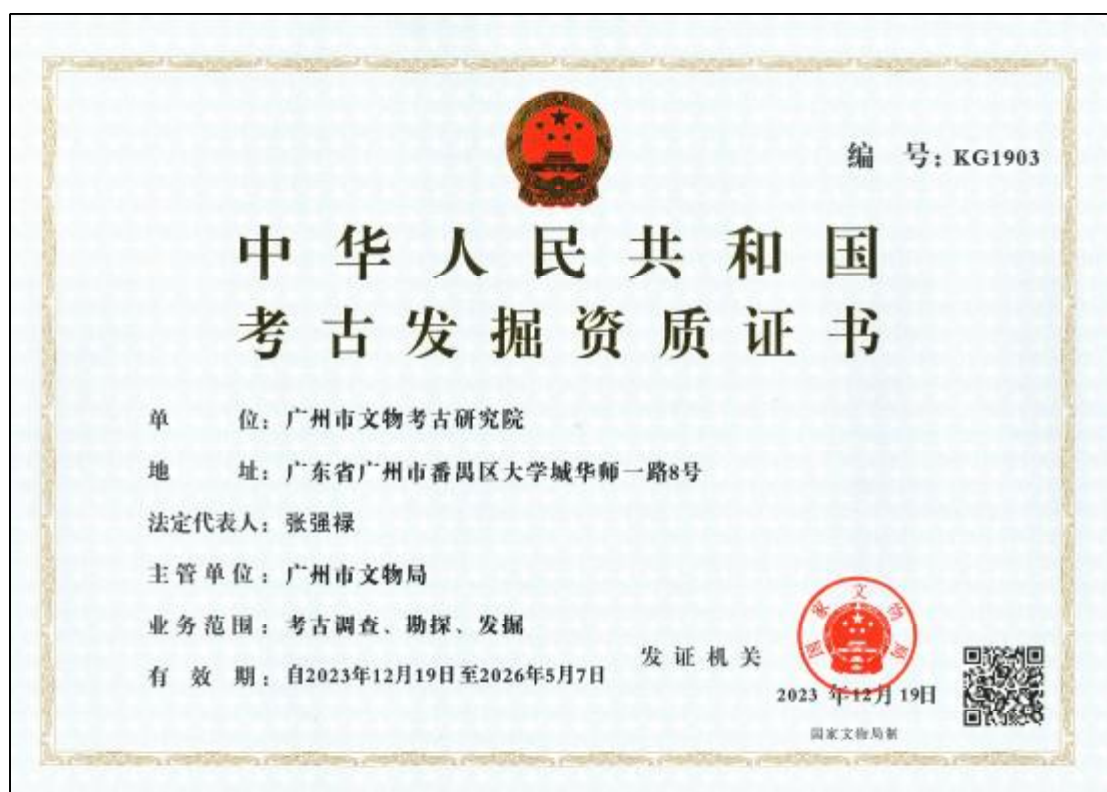 编 号：KG1903
中华人民共和国
考古发掘资质证书
单 位：广州市文物考古研究院
地 址：广东省广州市番禺区大学城华师一路8号
法定代表人：张强禄
主管单位：广州市文物局
业务范围：考古调查、勘探、发掘
有 效 期：自2023年12月19日至2026年5月7日
发证机关
国家文物局
2023 年12月 19日
国家文物局制